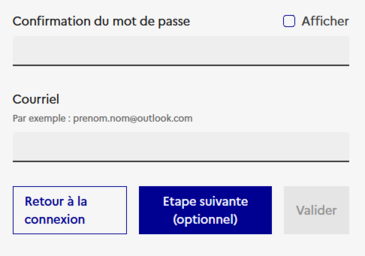 Confirmation du mot de passe
Afficher
Courriel
Par exemple : prenom.nom@outlook.com
Retour à la
connexion
Etape suivante
(optionnel)
Valider